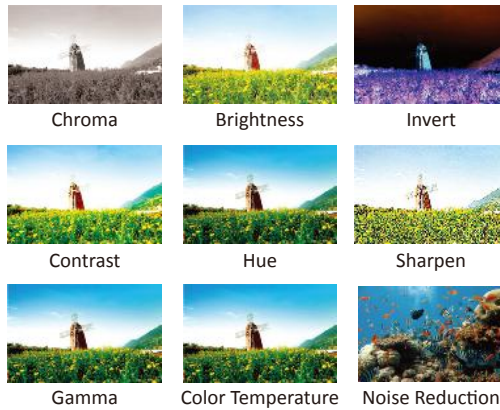 Chroma
Brightness
Invert
Contrast
Hue
Sharpen
Gamma
Color Temperature
Noise Reduction